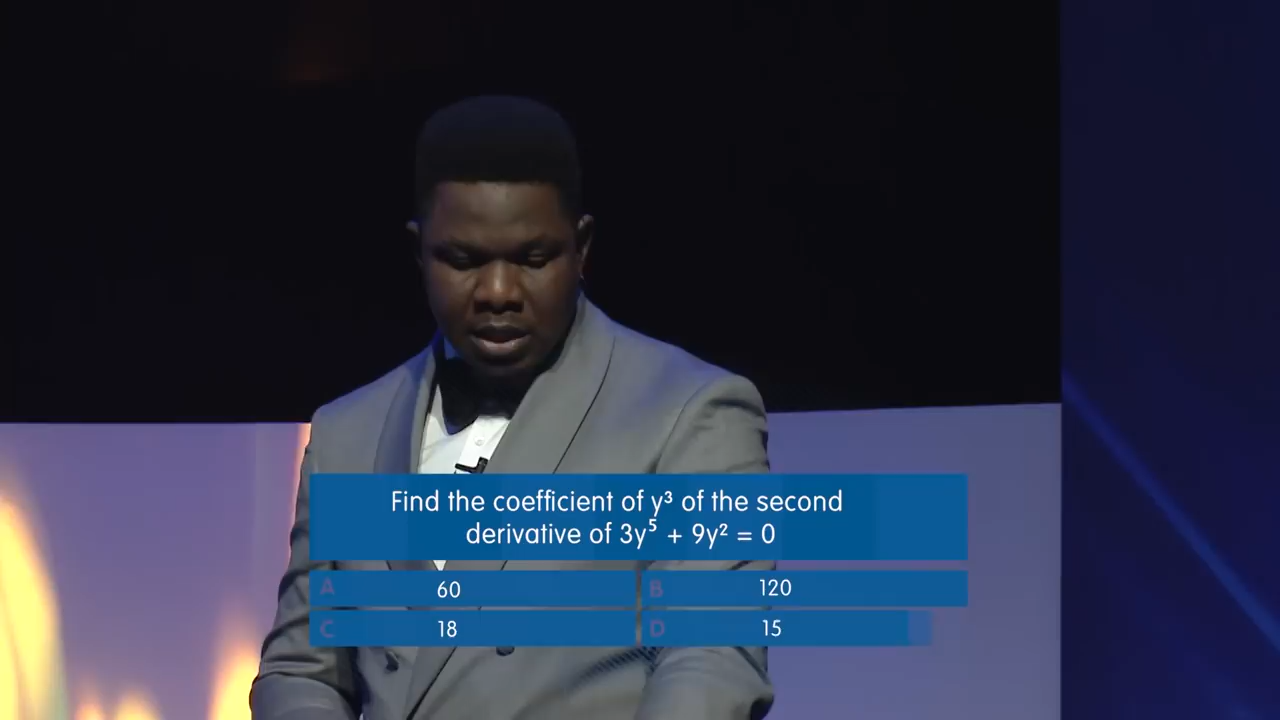 Find the coefficient of y³ of the second
derivative of 3y⁵ + 9y² = 0
A 60
B 120
C 18
D 15